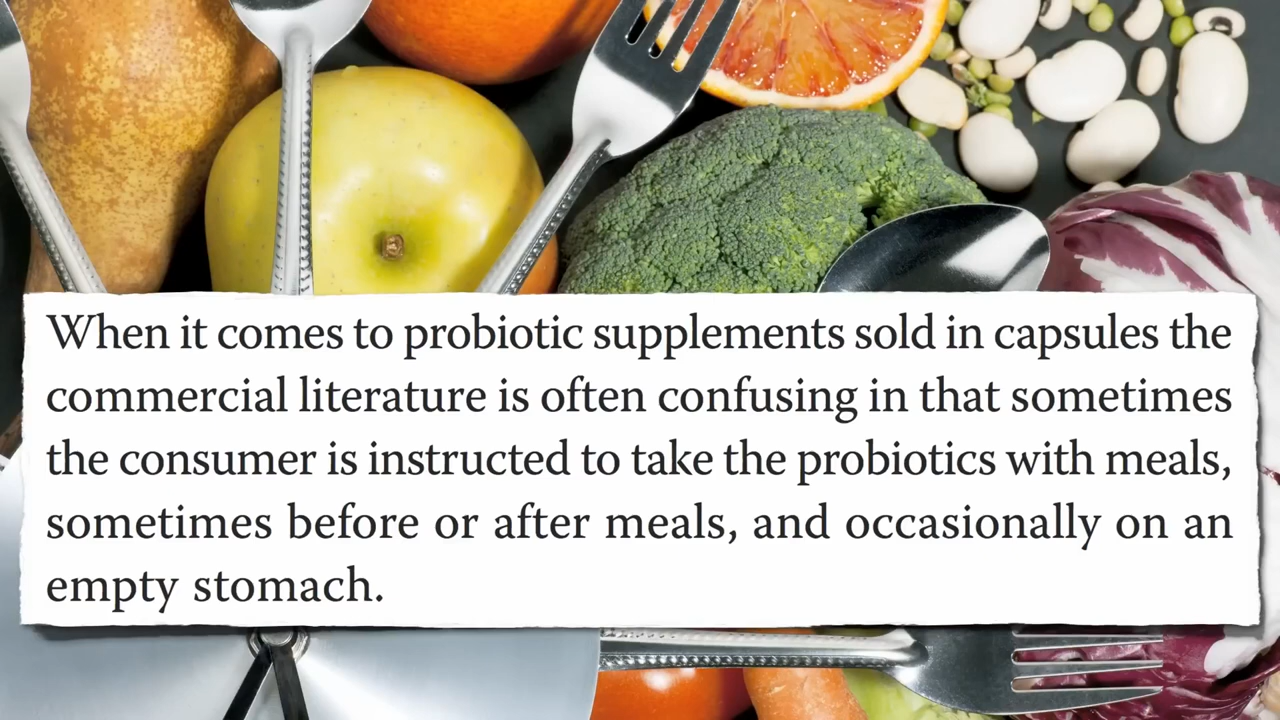 When it comes to probiotic supplements sold in capsules the
commercial literature is often confusing in that sometimes
the consumer is instructed to take the probiotics with meals,
sometimes before or after meals, and occasionally on an
empty stomach.